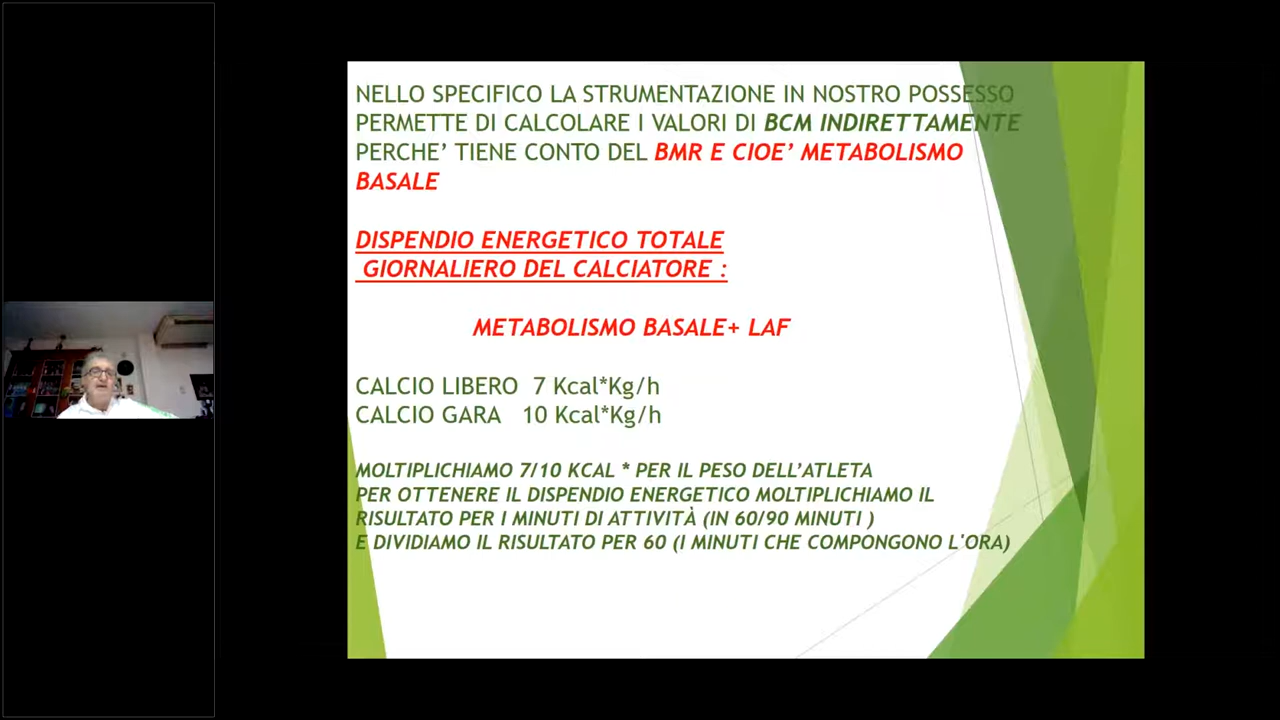 NELLO SPECIFICO LA STRUMENTAZIONE IN NOSTRO POSSESSO
PERMETTE DI CALCOLARE I VALORI DI BCM INDIRETTAMENTE
PERCHE’ TIENE CONTO DEL BMR E CIOE’ METABOLISMO
BASALE
DISPENDIO ENERGETICO TOTALE
GIORNALIERO DEL CALCIATORE :
METABOLISMO BASALE+ LAF
CALCIO LIBERO 7 Kcal*Kg/h
CALCIO GARA 10 Kcal*Kg/h
MOLTIPLICHIAMO 7/10 KCAL * PER IL PESO DELL’ATLETA
PER OTTENERE IL DISPENDIO ENERGETICO MOLTIPLICHIAMO IL
RISULTATO PER I MINUTI DI ATTIVITÀ (IN 60/90 MINUTI )
E DIVIDIAMO IL RISULTATO PER 60 (I MINUTI CHE COMPONGONO L'ORA)